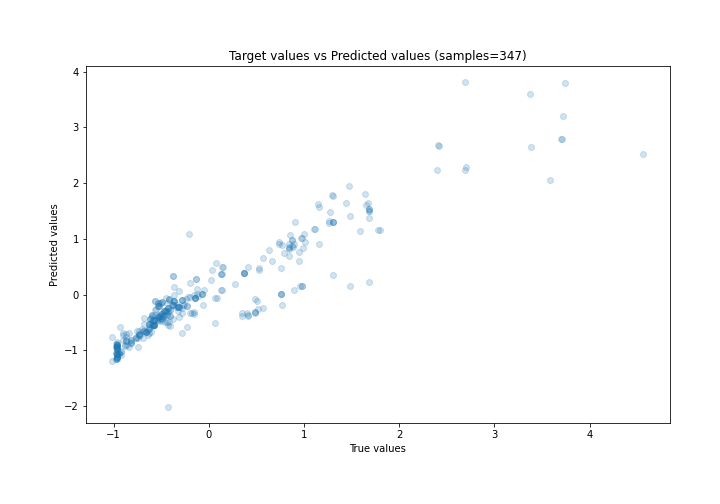 Target values vs Predicted values (samples=347)
4
3
2
1
0
−1
−2
Predicted values
−1 0 1 2 3 4
True values